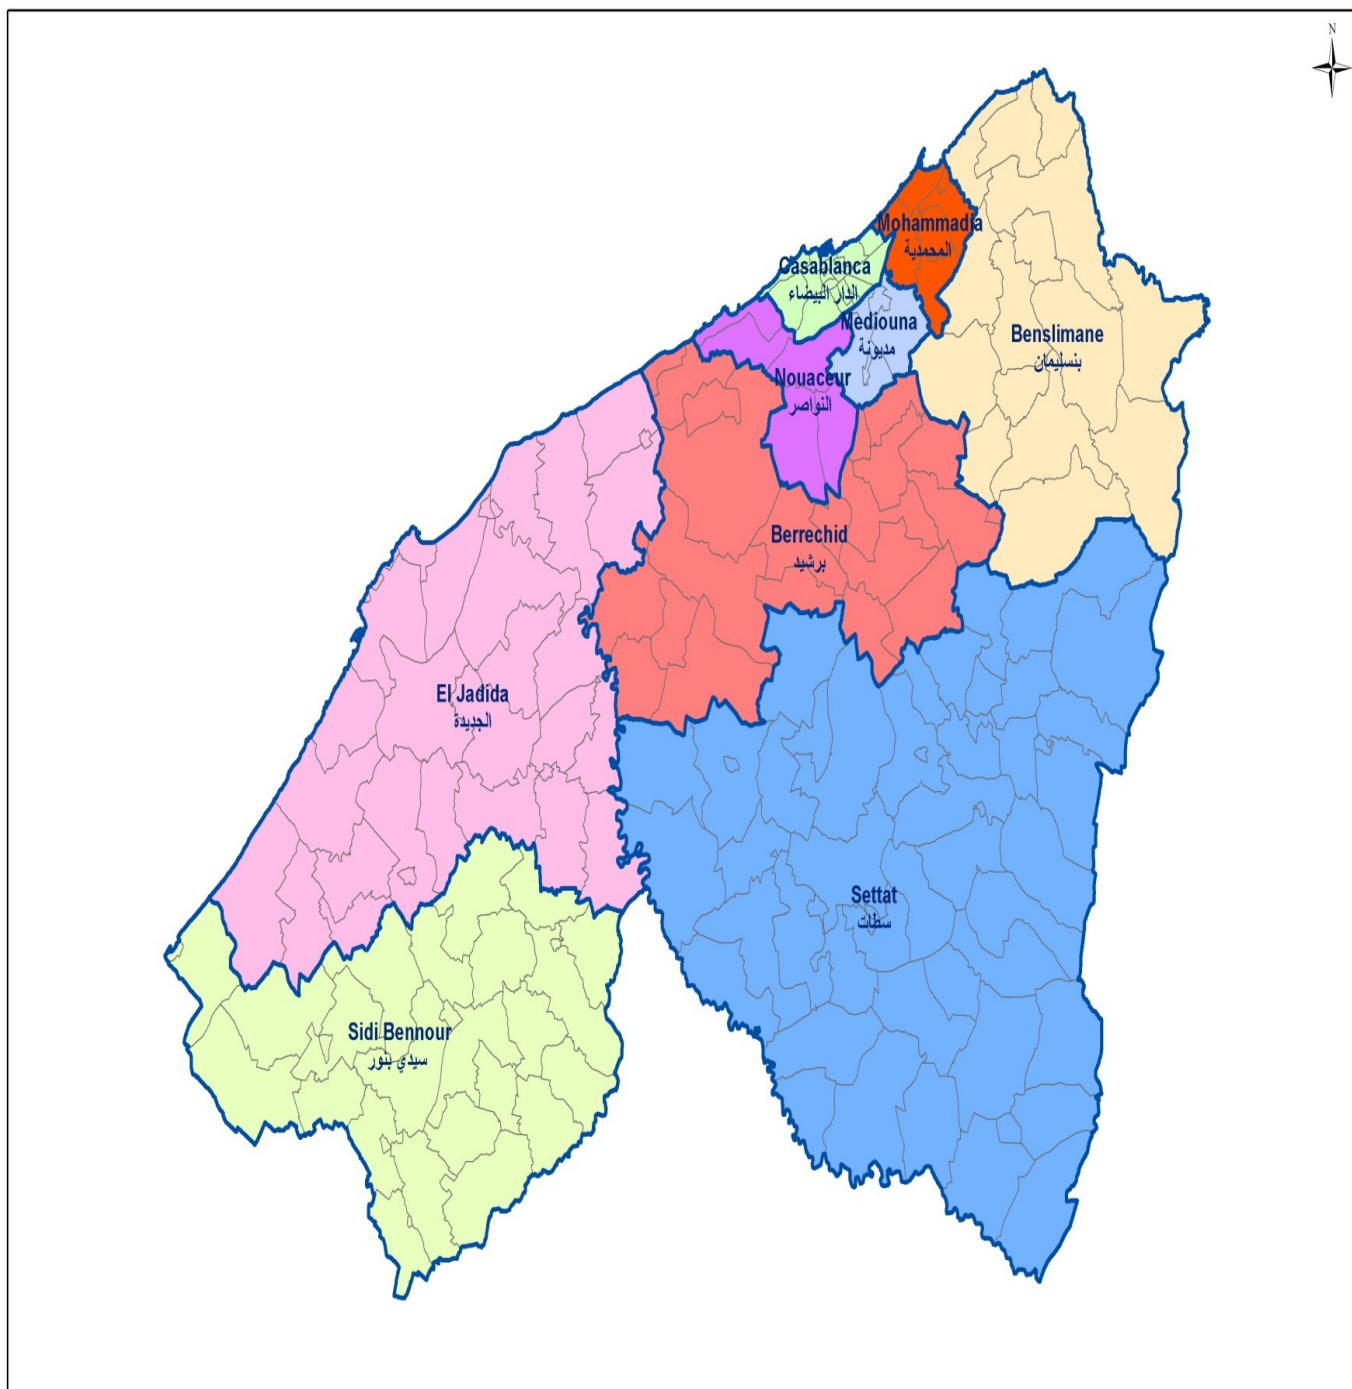 N
Mohammadia
المحمدية
Casablanca
الدار البيضاء
Mediouna
مديونة
Benslimane
بنسليمان
Nouaceur
النواصر
Berrechid
برشيد
El Jadida
الجديدة
Settat
سطات
Sidi Bennour
سيدي بنور